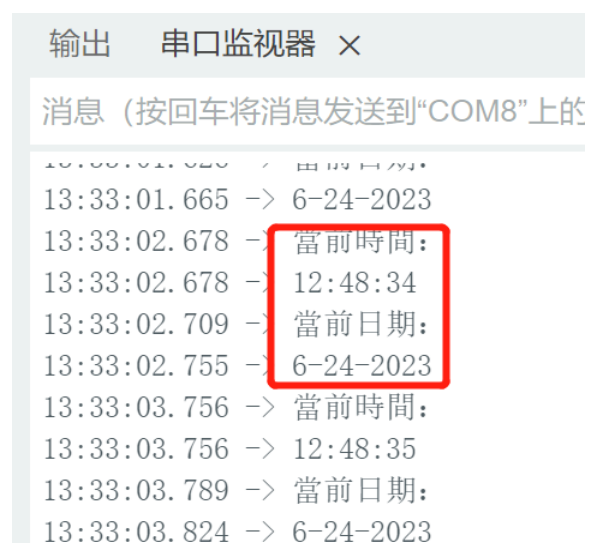 输出 串口监视器 ×
消息（按回车将消息发送到“COM8”上的
13:33:01.665 -> 6-24-2023
13:33:02.678 -> 當前時間：
13:33:02.678 -> 12:48:34
13:33:02.709 -> 當前日期：
13:33:02.755 -> 6-24-2023
13:33:03.756 -> 當前時間：
13:33:03.756 -> 12:48:35
13:33:03.789 -> 當前日期：
13:33:03.824 -> 6-24-2023